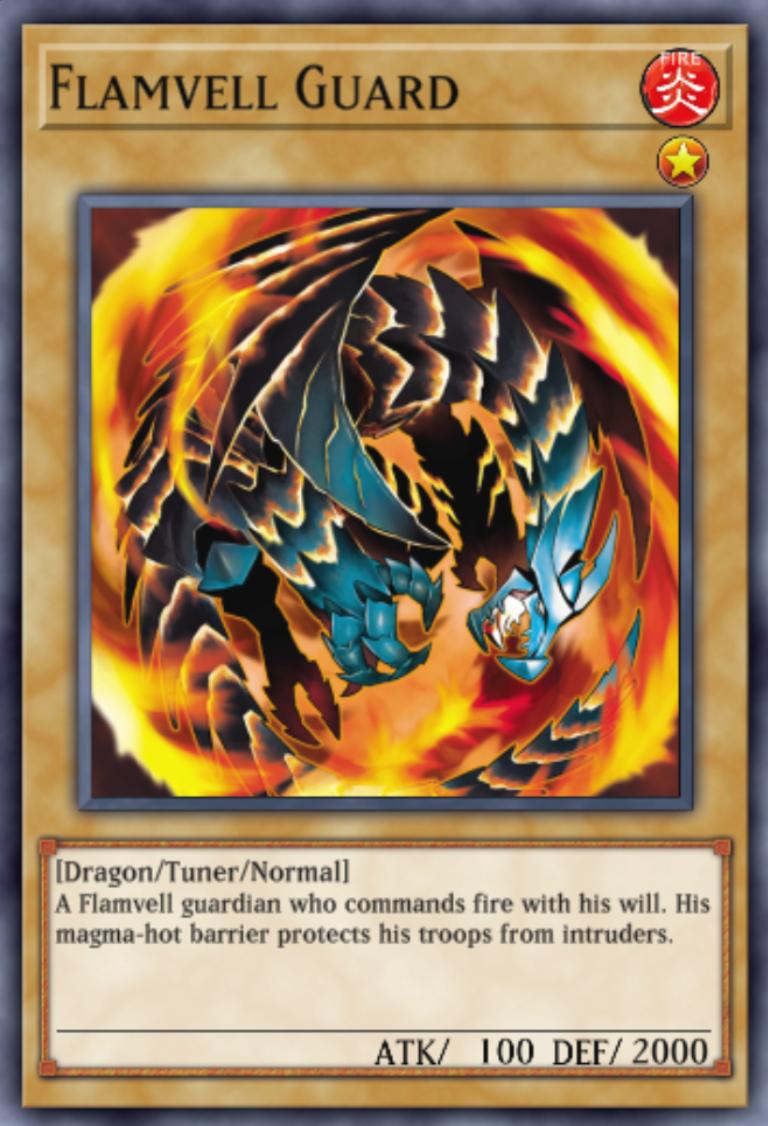 Flamvell Guard
FIRE
炎
[Dragon/Tuner/Normal]
A Flamvell guardian who commands fire with his will. His
magma-hot barrier protects his troops from intruders.
ATK/ 100 DEF/ 2000